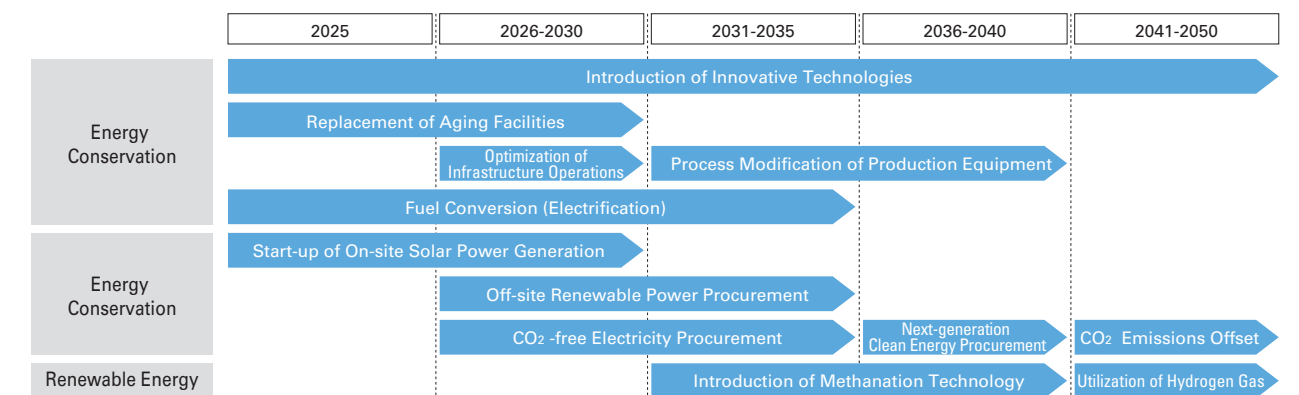 2025
2026-2030
2031-2035
2036-2040
2041-2050
Energy
Conservation
Introduction of Innovative Technologies
Replacement of Aging Facilities
Optimization of
Infrastructure Operations
Process Modification of Production Equipment
Fuel Conversion (Electrification)
Energy
Conservation
Start-up of On-site Solar Power Generation
Off-site Renewable Power Procurement
CO2 -free Electricity Procurement
Next-generation
Clean Energy Procurement
CO2 Emissions Offset
Renewable Energy
Introduction of Methanation Technology
Utilization of Hydrogen Gas